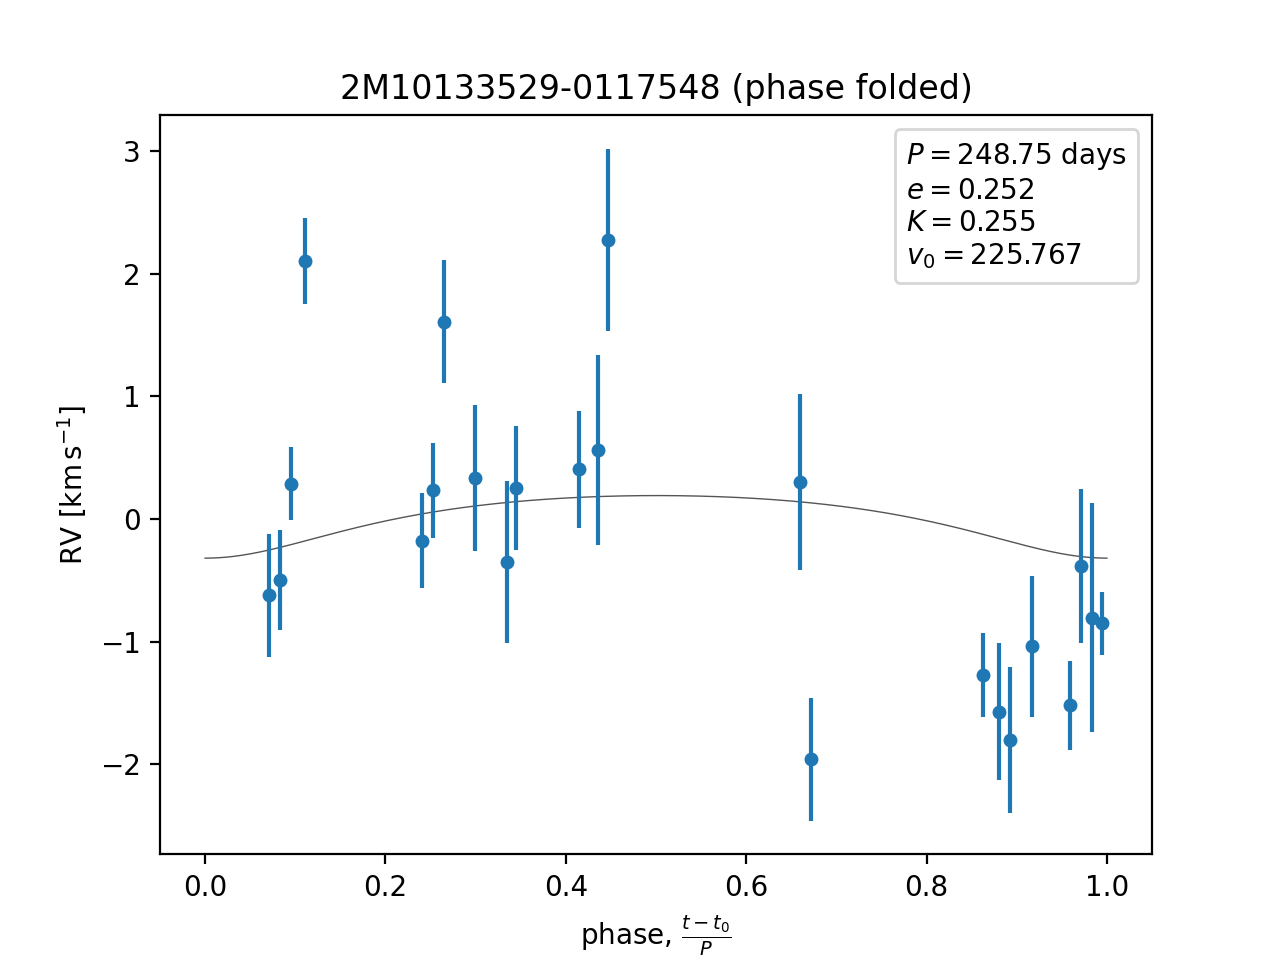 2M10133529-0117548 (phase folded)
P = 248.75 days
e = 0.252
K = 0.255
v₀ = 225.767
3
2
1
0
−1
−2
RV [km s⁻¹]
0.0 0.2 0.4 0.6 0.8 1.0
phase, (t − t₀)/P